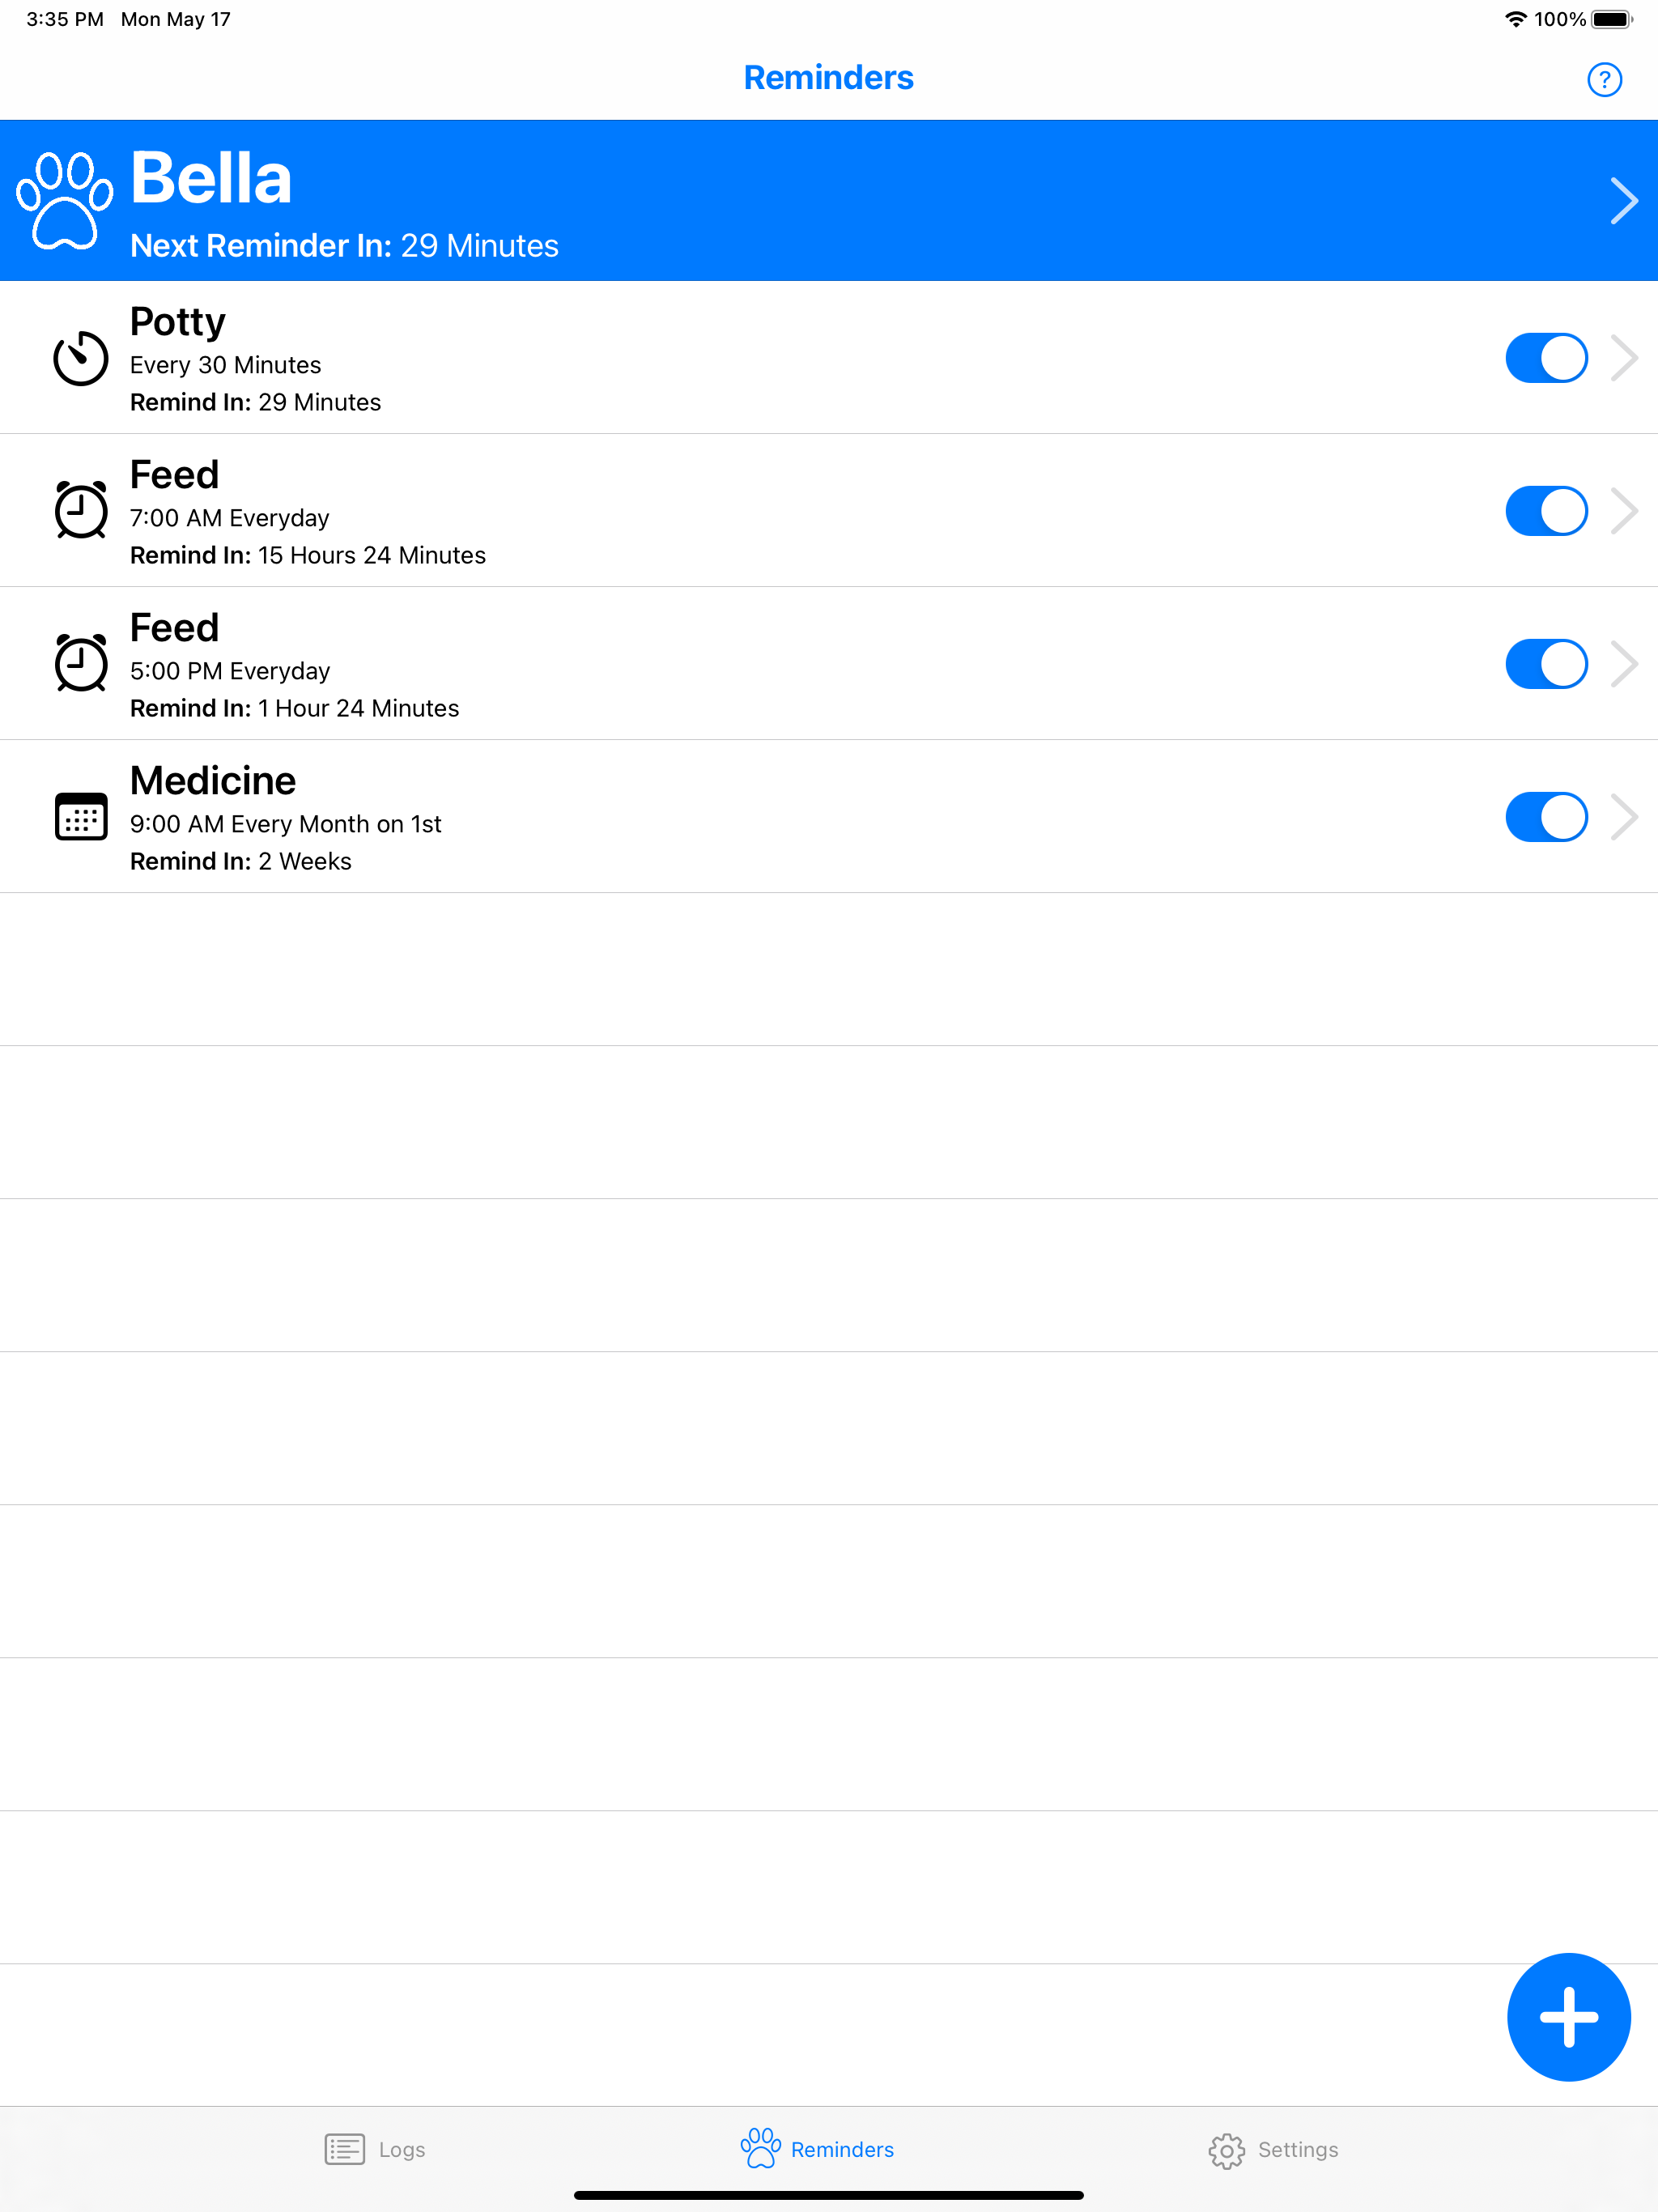 3:35 PM Mon May 17
100%
Reminders
?
Bella
Next Reminder In: 29 Minutes
Potty
Every 30 Minutes
Remind In: 29 Minutes
Feed
7:00 AM Everyday
Remind In: 15 Hours 24 Minutes
Feed
5:00 PM Everyday
Remind In: 1 Hour 24 Minutes
Medicine
9:00 AM Every Month on 1st
Remind In: 2 Weeks
Logs
Reminders
Settings